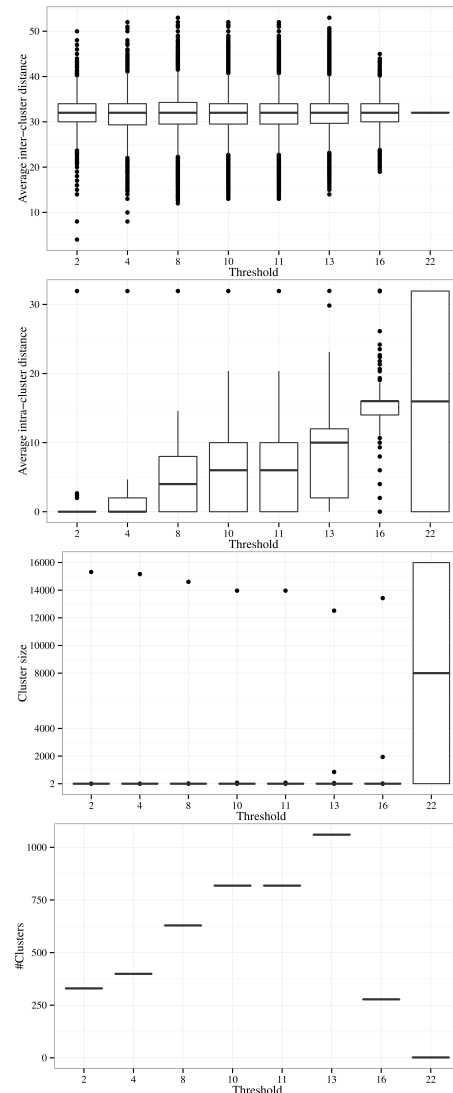 Average inter−cluster distance
50
40
30
20
10
2 4 8 10 11 13 16 22
Threshold
Average intra−cluster distance
30
20
10
0
2 4 8 10 11 13 16 22
Threshold
Cluster size
16000
14000
10000
8000
4000
2000
2
2 4 8 10 11 13 16 22
Threshold
#Clusters
1000
750
500
250
0
2 4 8 10 11 13 16 22
Threshold